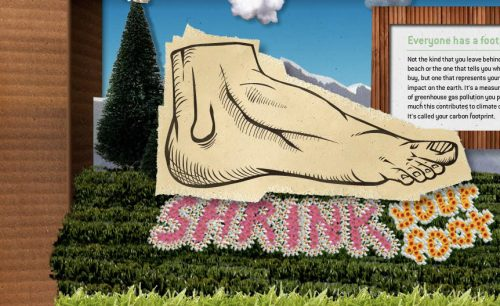 Everyone has a foot
Not the kind that you leave behind
beach or the one that tells you wh
buy, but one that represents your
impact on the earth. It's a measur
of greenhouse gas pollution you p
much this contributes to climate c
It's called your carbon footprint.
SHRINK YOUR
FOOT